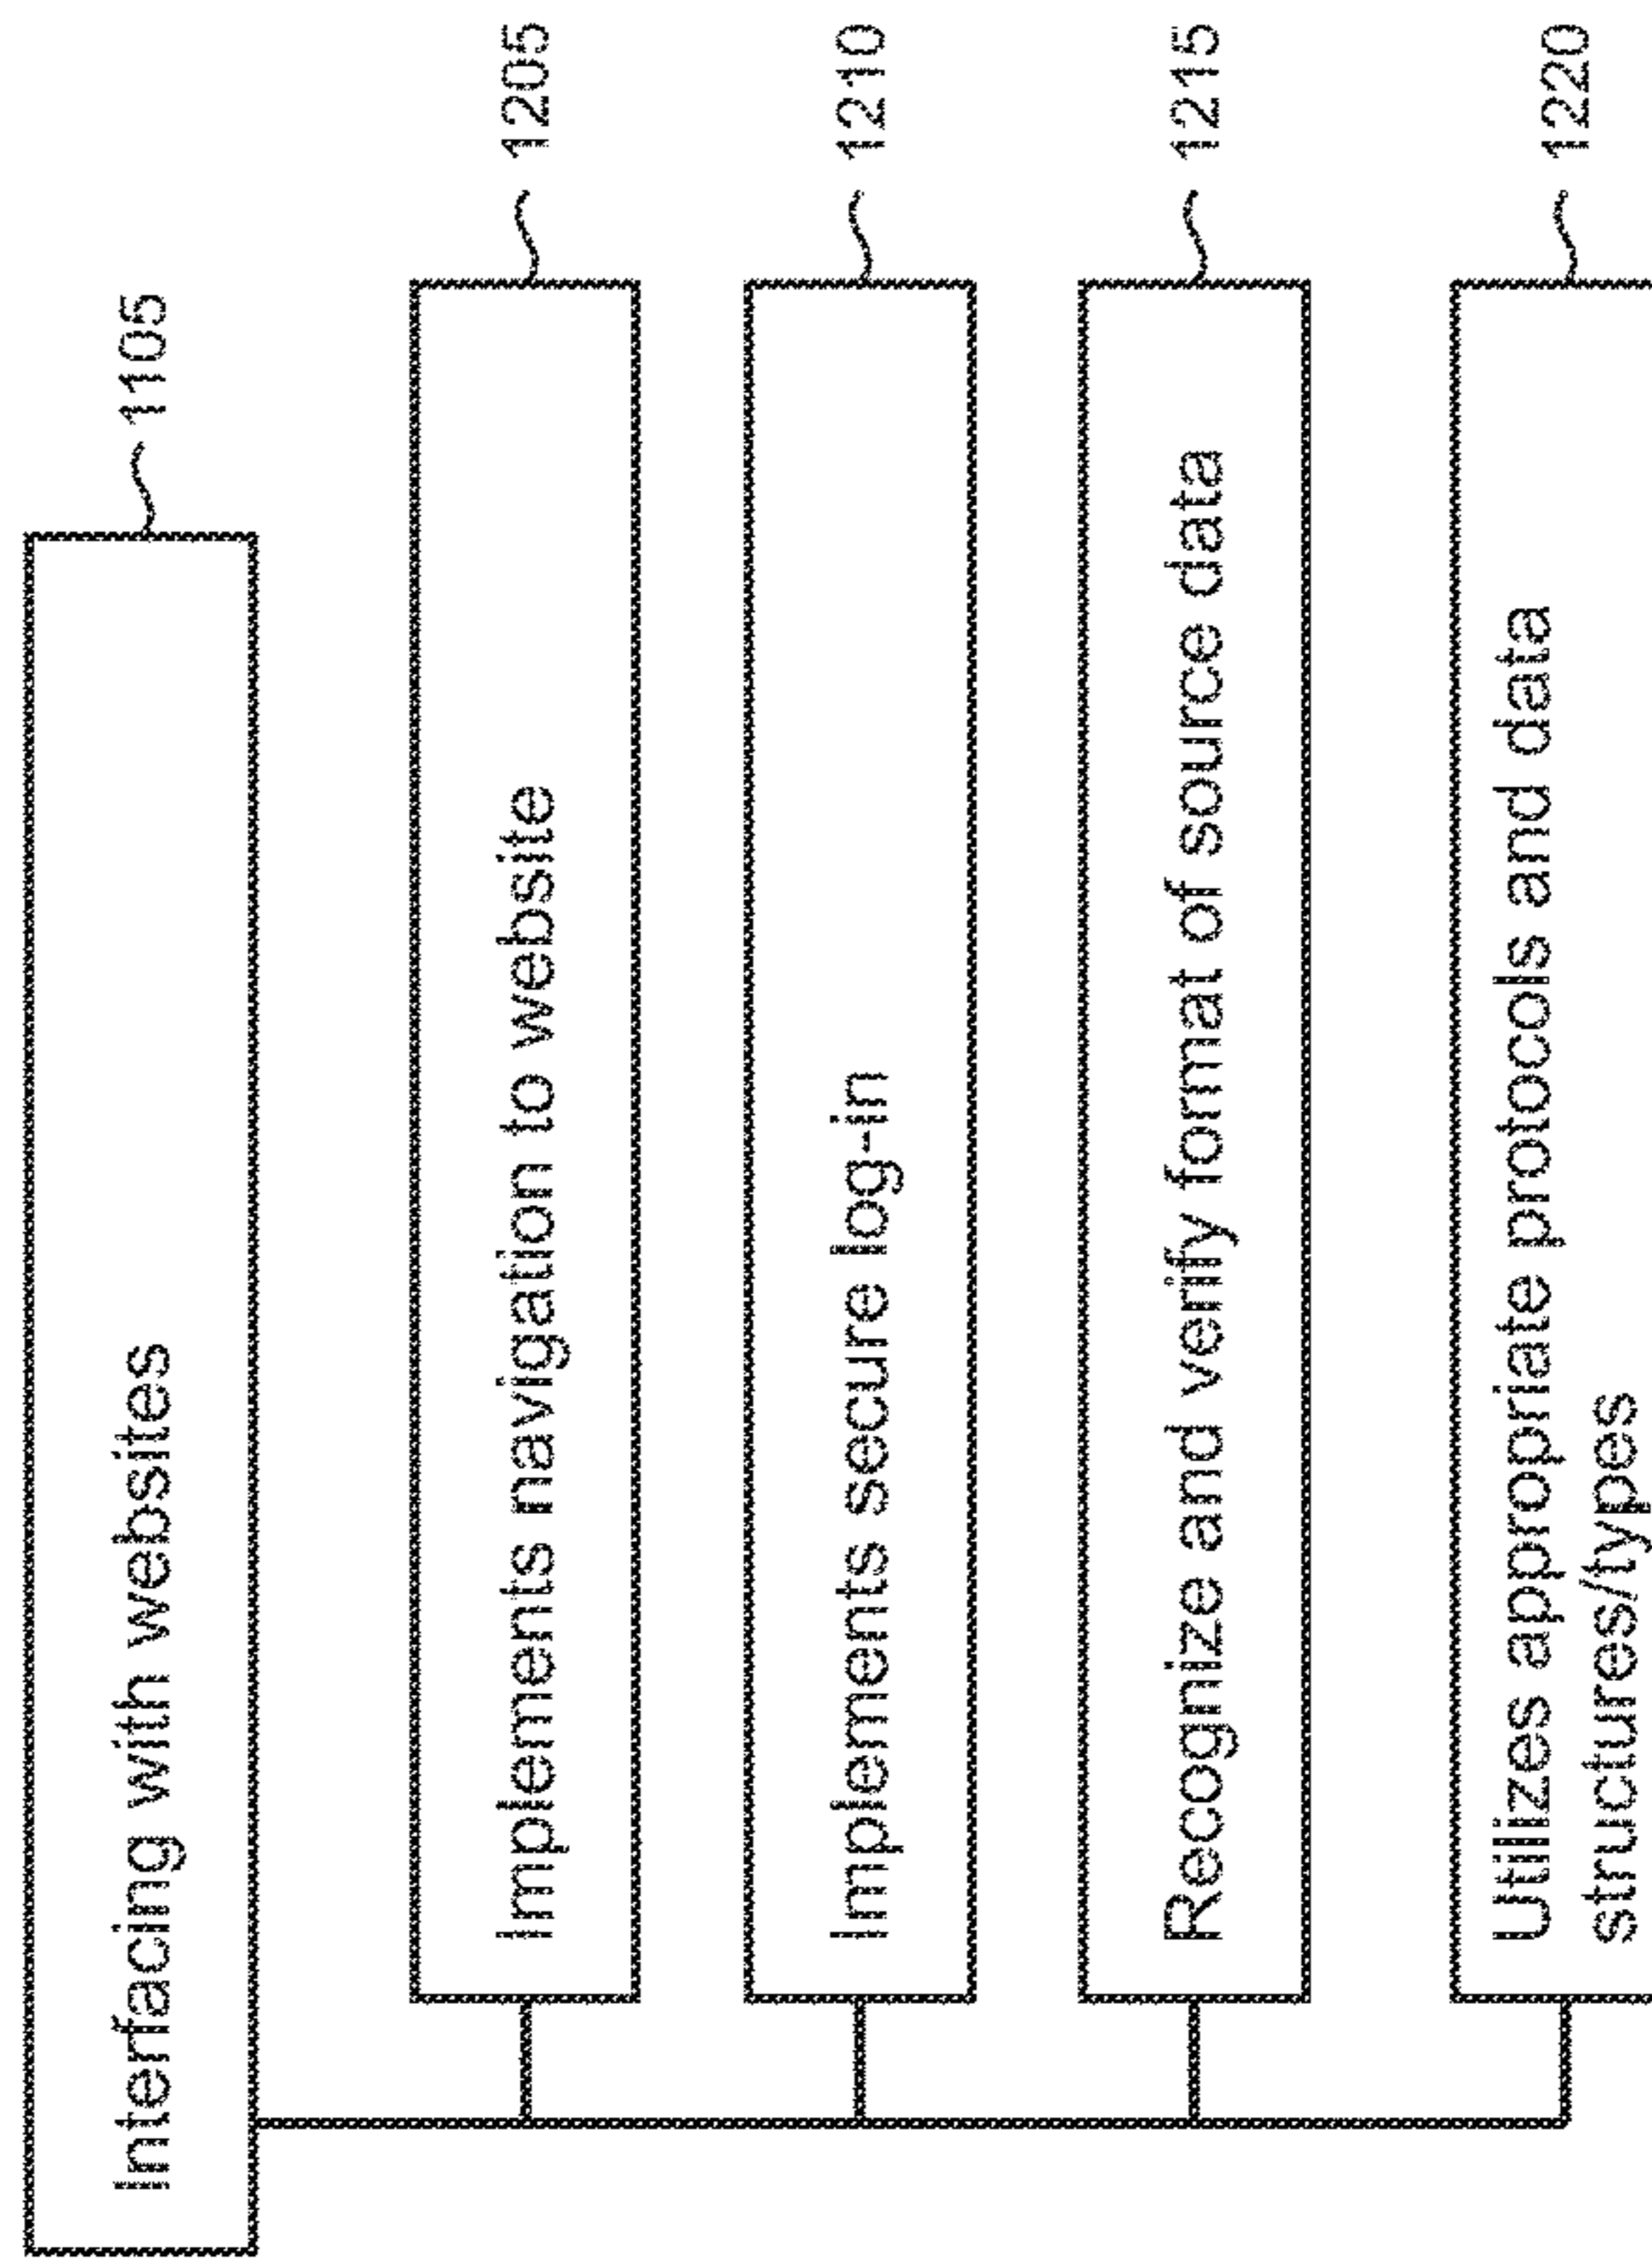 Interfacing with websites
1105
Implements navigation to website
1205
Implements secure log-in
1210
Recognize and verify format of source data
1215
Utilizes appropriate protocols and data
structures/types
1220